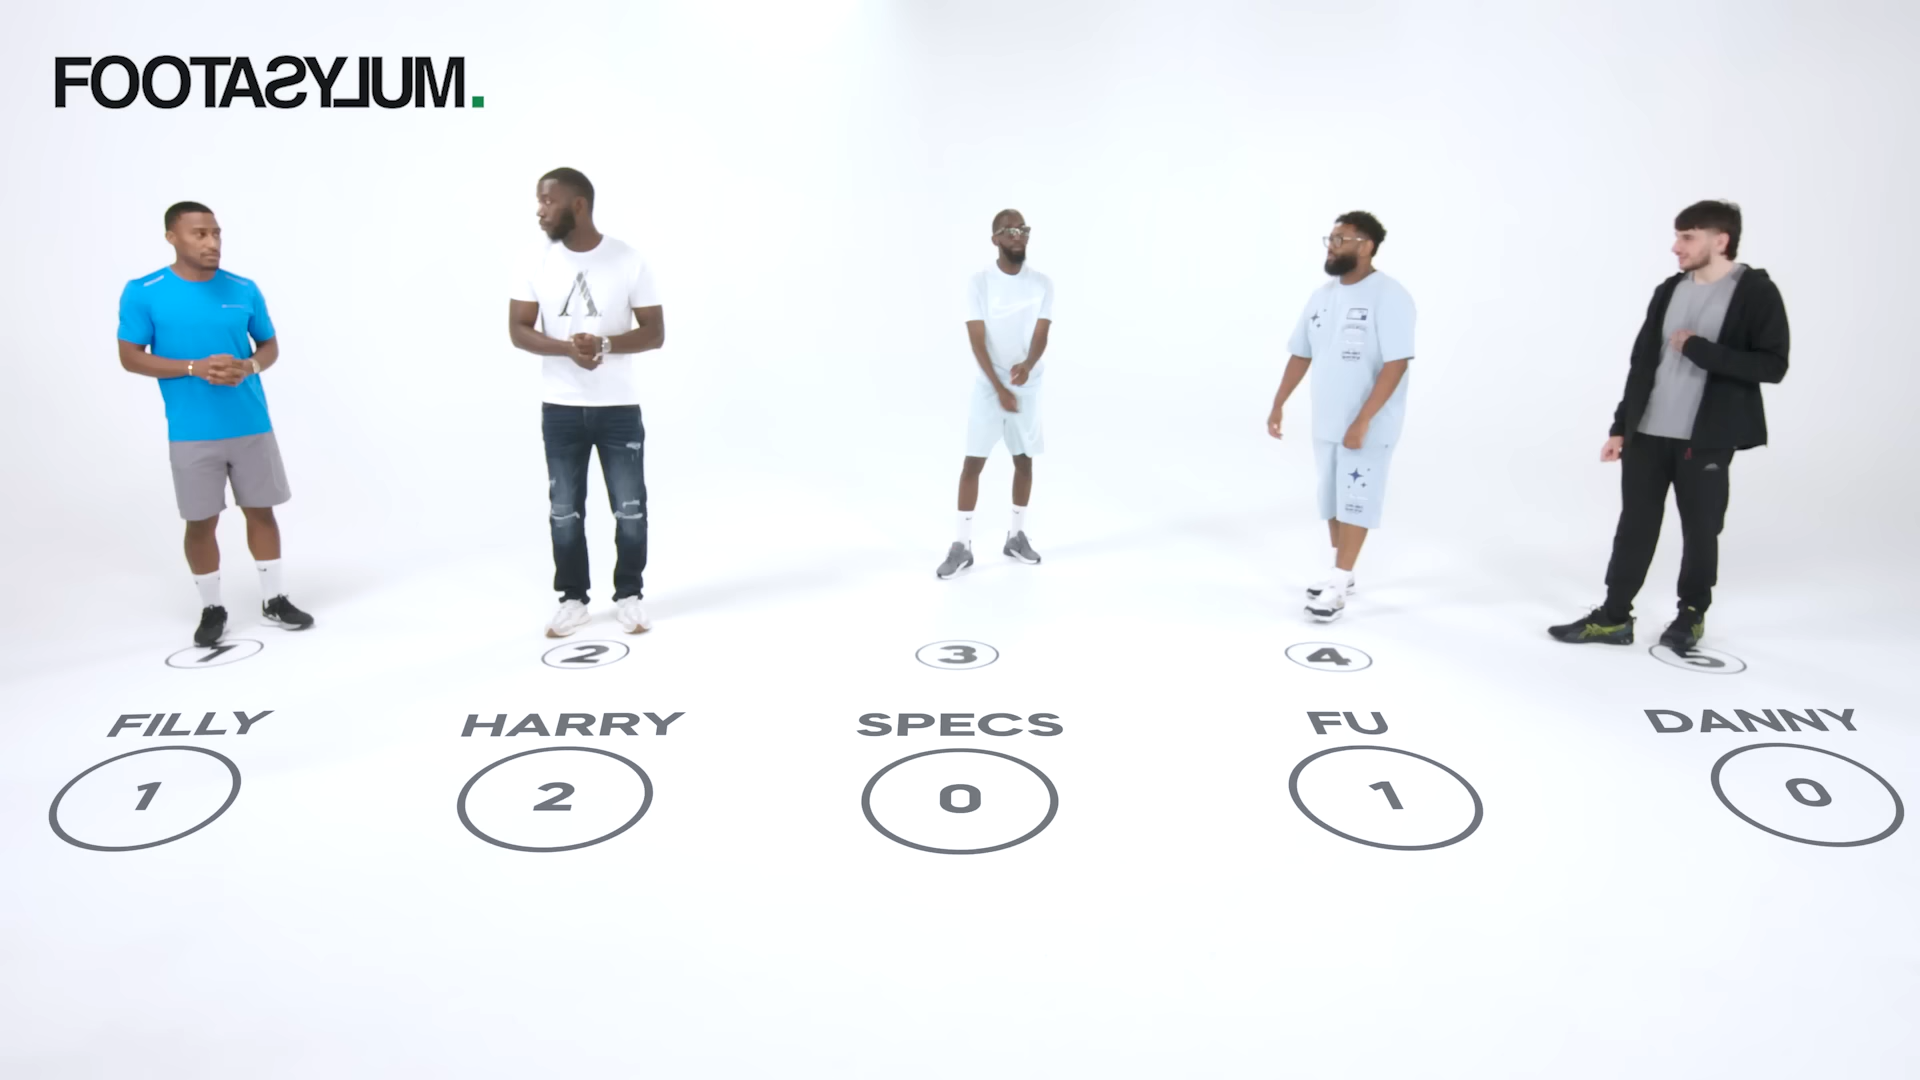 FOOTASYLUM.
1 2 3 4 5
FILLY HARRY SPECS FU DANNY
1 2 0 1 0